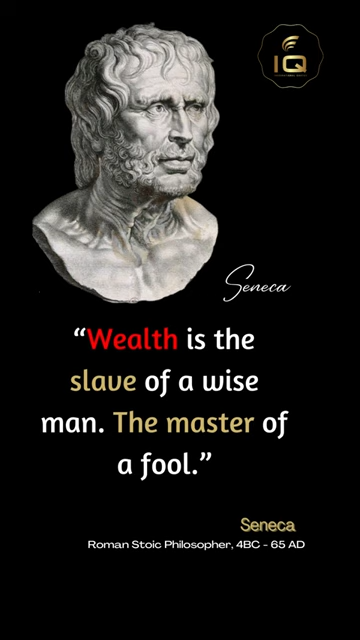 IQ
Seneca
“Wealth is the
slave of a wise
man. The master of
a fool.”
Seneca
Roman Stoic Philosopher, 4BC - 65 AD